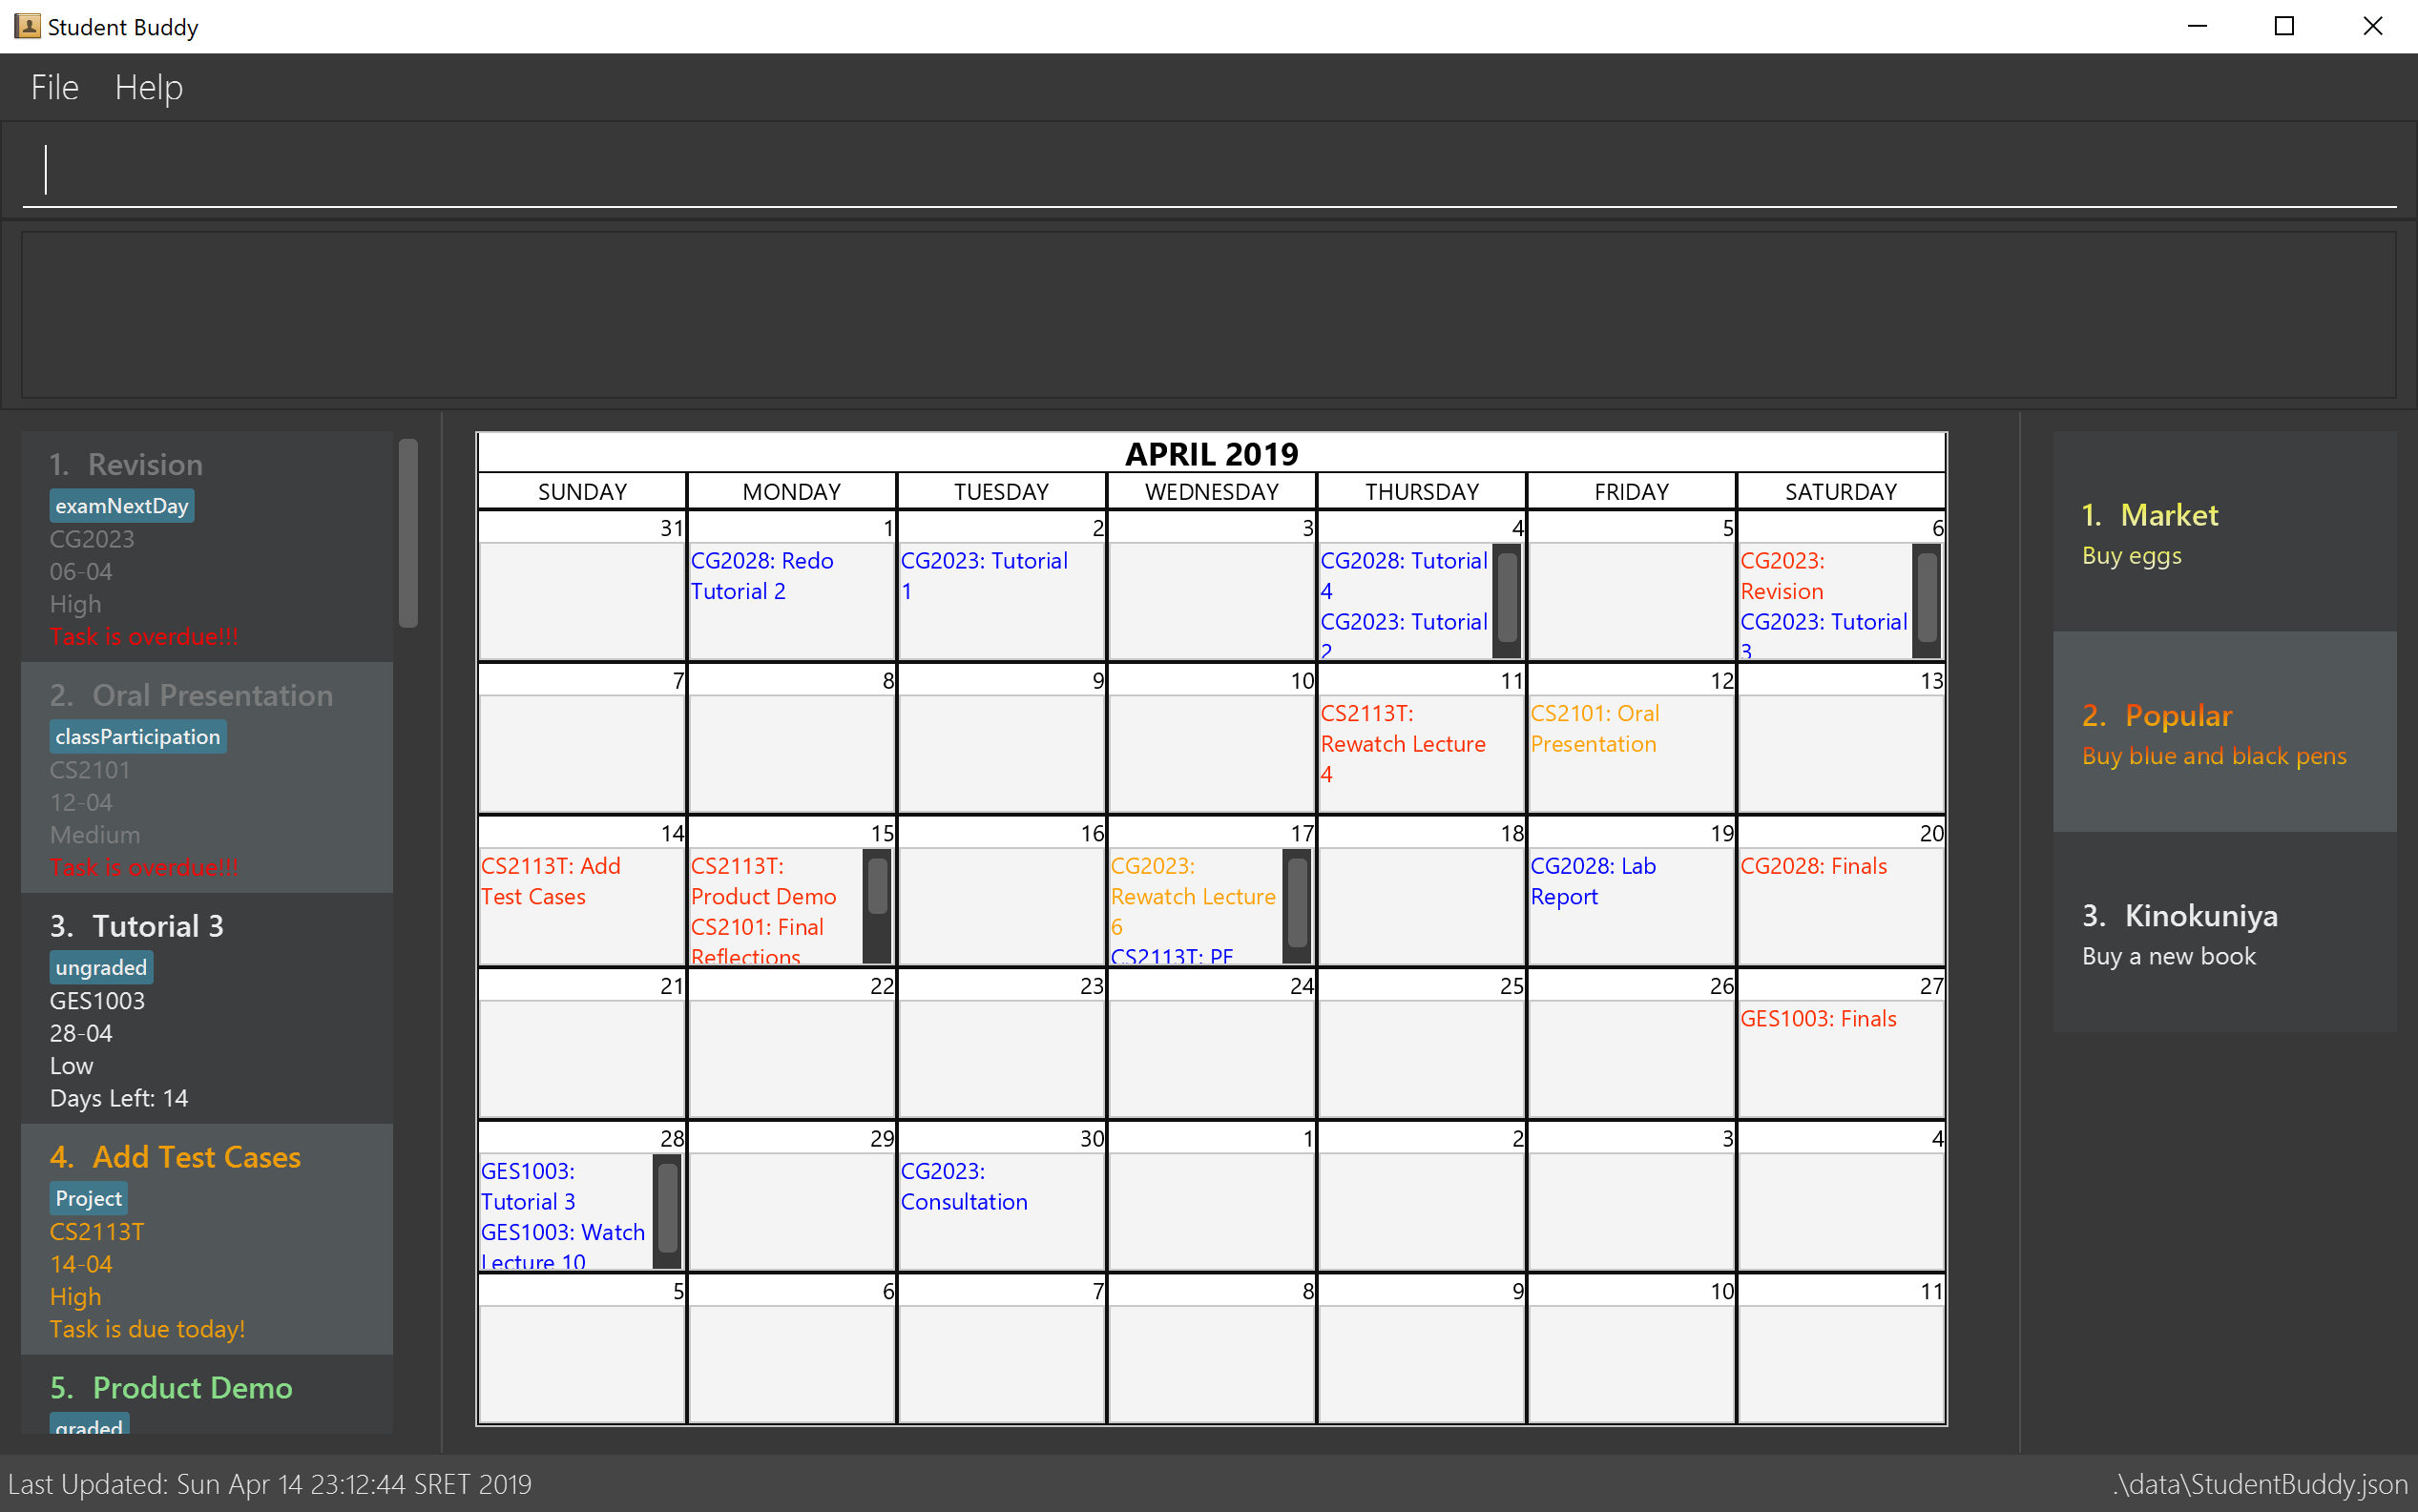 Student Buddy
File Help
1. Revision
examNextDay
CG2023
06-04
High
Task is overdue!!!
2. Oral Presentation
classParticipation
CS2101
12-04
Medium
Task is overdue!!!
3. Tutorial 3
ungraded
GES1003
28-04
Low
Days Left: 14
4. Add Test Cases
Project
CS2113T
14-04
High
Task is due today!
5. Product Demo
graded
APRIL 2019
SUNDAY MONDAY TUESDAY WEDNESDAY THURSDAY FRIDAY SATURDAY
31 1 2 3 4 5 6
CG2028: Redo
Tutorial 2
CG2023: Tutorial
1
CG2028: Tutorial
4
CG2023: Tutorial
2
CG2023:
Revision
CG2023: Tutorial
3
7 8 9 10 11 12 13
CS2113T:
Rewatch Lecture
4
CS2101: Oral
Presentation
14 15 16 17 18 19 20
CS2113T: Add
Test Cases
CS2113T:
Product Demo
CS2101: Final
Reflections
CG2023:
Rewatch Lecture
6
CS2113T: PE
CG2028: Lab
Report
CG2028: Finals
21 22 23 24 25 26 27
GES1003: Finals
28 29 30 1 2 3 4
GES1003:
Tutorial 3
GES1003: Watch
Lecture 10
CG2023:
Consultation
5 6 7 8 9 10 11
1. Market
Buy eggs
2. Popular
Buy blue and black pens
3. Kinokuniya
Buy a new book
Last Updated: Sun Apr 14 23:12:44 SRET 2019
.\data\StudentBuddy.json